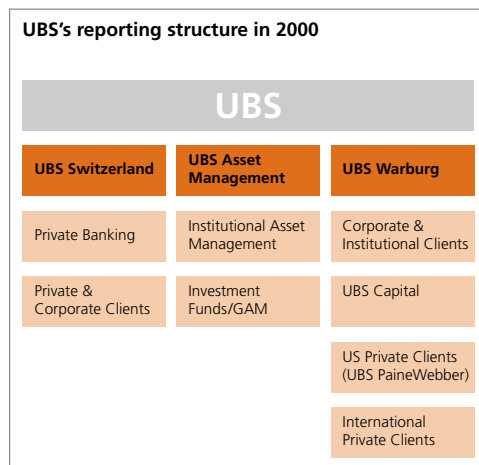 UBS's reporting structure in 2000
UBS
UBS Switzerland
UBS Asset
Management
UBS Warburg
Private Banking
Institutional Asset
Management
Corporate &
Institutional Clients
Private &
Corporate Clients
Investment
Funds/GAM
UBS Capital
US Private Clients
(UBS PaineWebber)
International
Private Clients